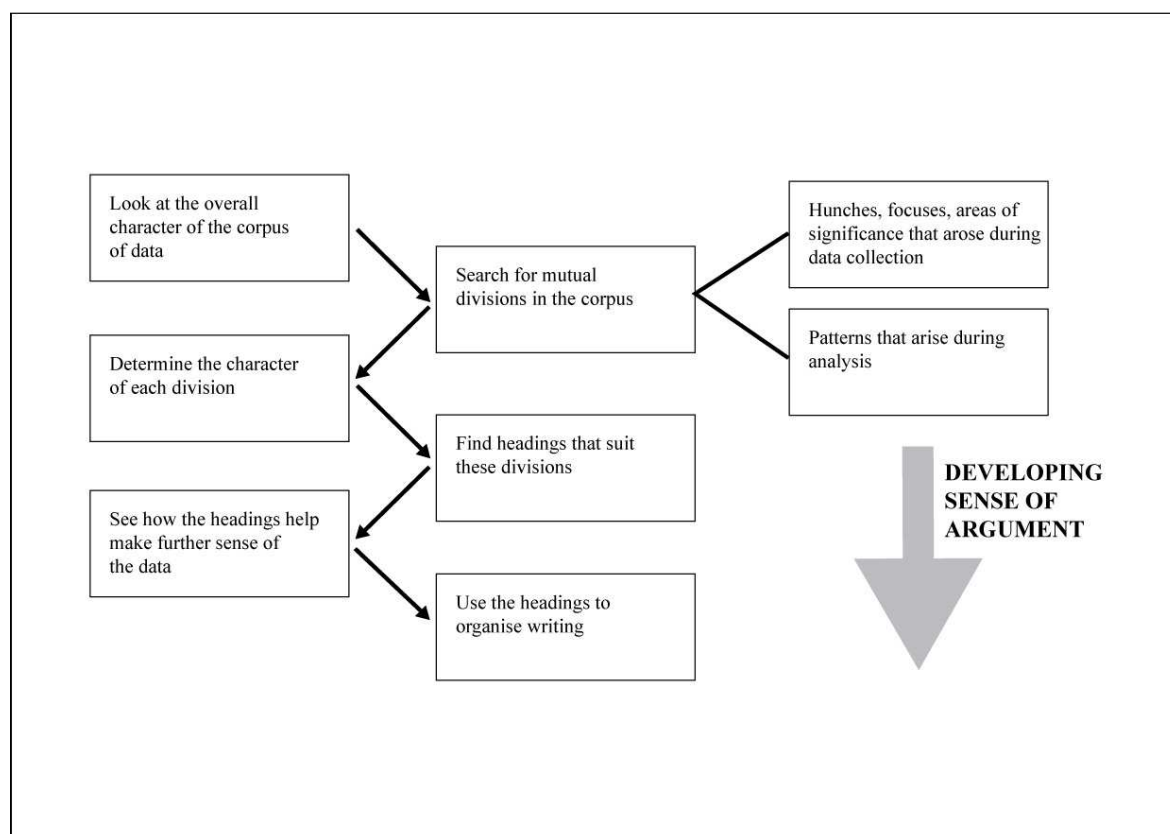 Look at the overall
character of the corpus
of data
Search for mutual
divisions in the corpus
Hunches, focuses, areas of
significance that arose during
data collection
Patterns that arise during
analysis
Determine the character
of each division
Find headings that suit
these divisions
See how the headings help
make further sense of
the data
Use the headings to
organise writing
DEVELOPING
SENSE OF
ARGUMENT